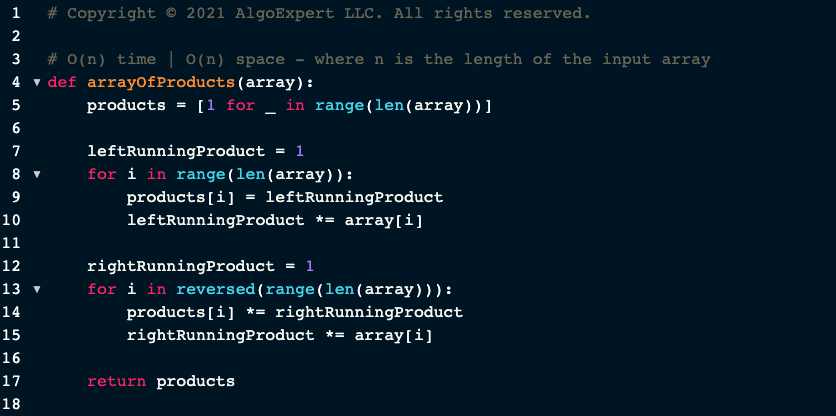 1 # Copyright © 2021 AlgoExpert LLC. All rights reserved.
2
3 # O(n) time | O(n) space - where n is the length of the input array
4 ▼ def arrayOfProducts(array):
5     products = [1 for _ in range(len(array))]
6
7     leftRunningProduct = 1
8 ▼     for i in range(len(array)):
9         products[i] = leftRunningProduct
10         leftRunningProduct *= array[i]
11
12     rightRunningProduct = 1
13 ▼     for i in reversed(range(len(array))):
14         products[i] *= rightRunningProduct
15         rightRunningProduct *= array[i]
16
17     return products
18